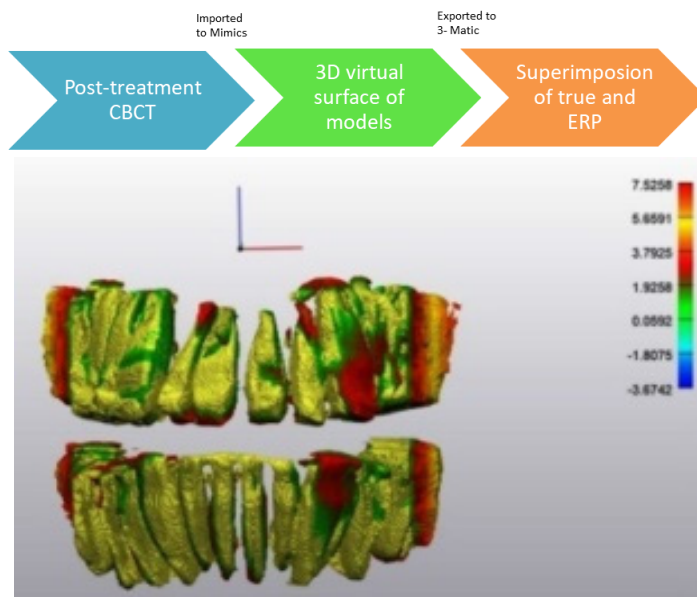 Imported
to Mimics
Exported to
3- Matic
Post-treatment
CBCT
3D virtual
surface of
models
Superimposion
of true and
ERP
7.5258
5.6591
3.7925
1.9258
0.0592
-1.8075
-3.6742